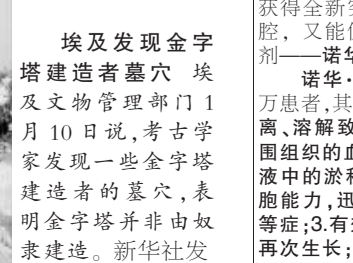 埃及发现金字
塔建造者墓穴 埃
及文物管理部门 1
月 10 日说，考古学
家发现一些金字塔
建造者的墓穴，表
明金字塔并非由奴
隶建造。新华社发
获得全新突
腔，又能使
剂——诺华
诺华·
万患者，其
离、溶解致
围组织的血
液中的淤积
胞能力，迅
等症；3.有效
再次生长；